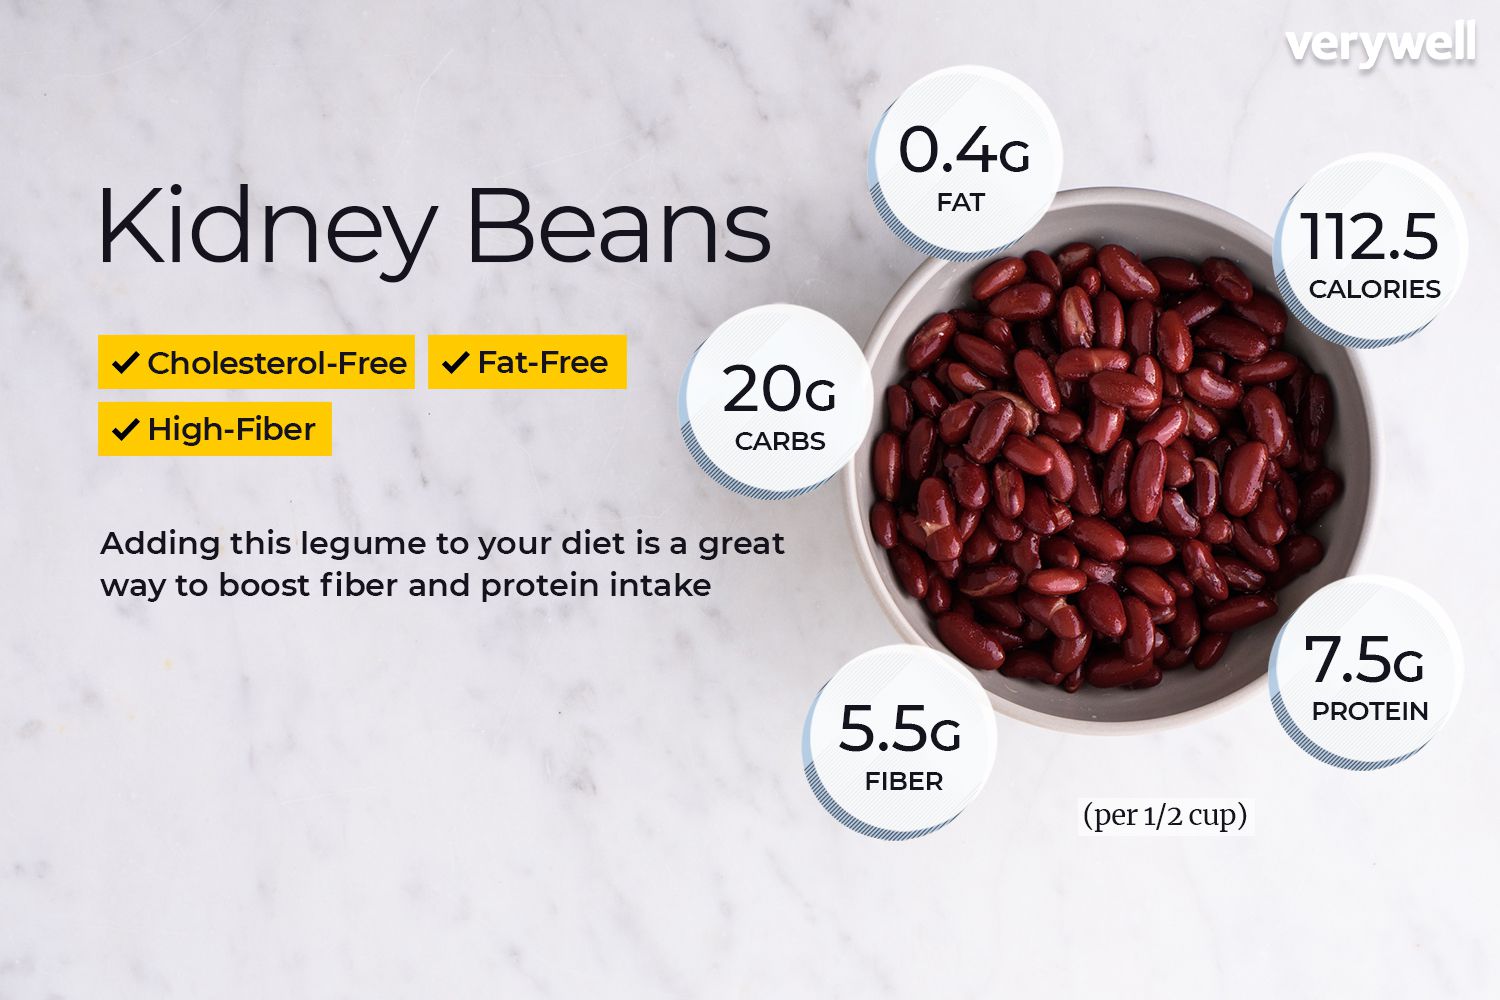 verywell
Kidney Beans
✓ Cholesterol-Free ✓ Fat-Free
✓ High-Fiber
Adding this legume to your diet is a great
way to boost fiber and protein intake
0.4G
FAT
112.5
CALORIES
20G
CARBS
7.5G
PROTEIN
5.5G
FIBER
(per 1/2 cup)